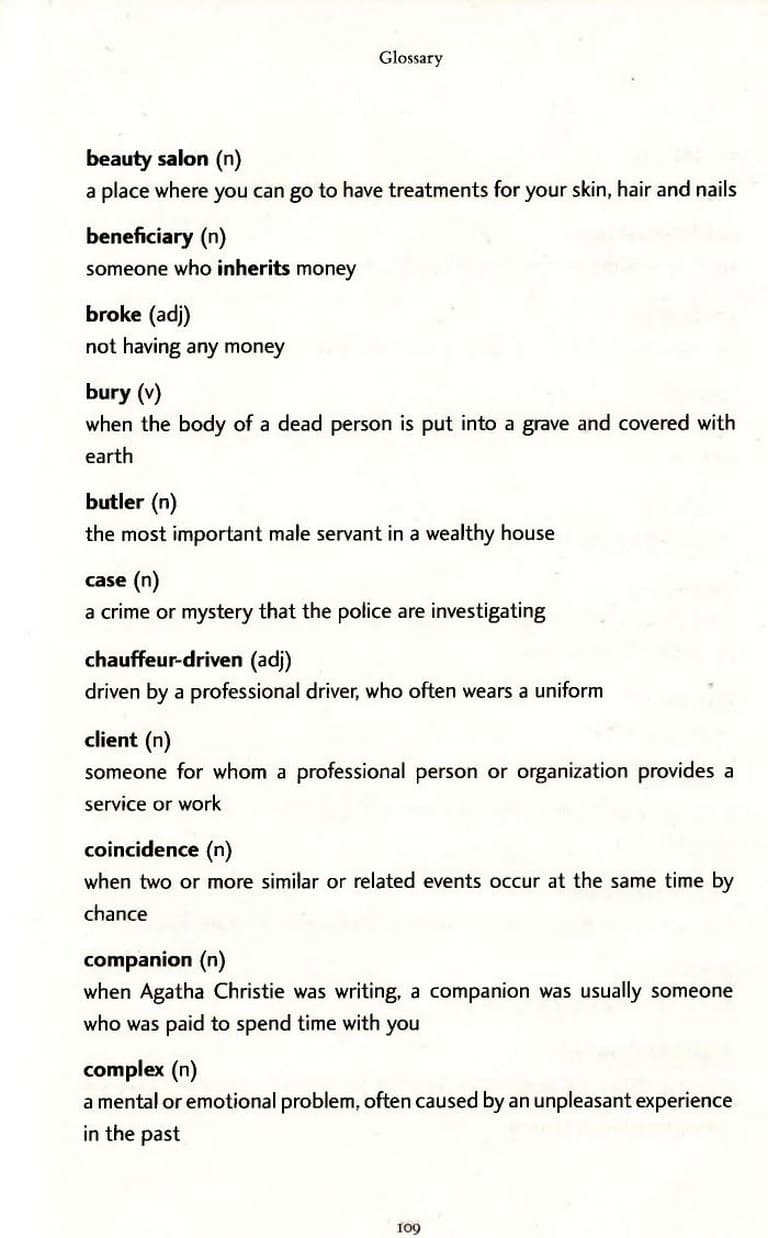 Glossary
beauty salon (n)
a place where you can go to have treatments for your skin, hair and nails
beneficiary (n)
someone who inherits money
broke (adj)
not having any money
bury (v)
when the body of a dead person is put into a grave and covered with
earth
butler (n)
the most important male servant in a wealthy house
case (n)
a crime or mystery that the police are investigating
chauffeur-driven (adj)
driven by a professional driver, who often wears a uniform
client (n)
someone for whom a professional person or organization provides a
service or work
coincidence (n)
when two or more similar or related events occur at the same time by
chance
companion (n)
when Agatha Christie was writing, a companion was usually someone
who was paid to spend time with you
complex (n)
a mental or emotional problem, often caused by an unpleasant experience
in the past
109